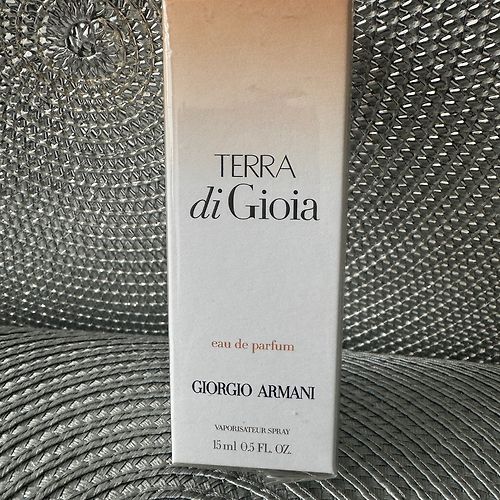 TERRA
di Gioia
eau de parfum
GIORGIO ARMANI
VAPORISATEUR SPRAY
15 ml 0.5 FL. OZ.